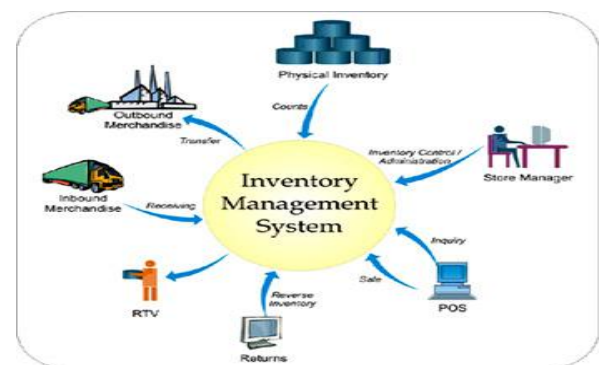 Physical Inventory
Counts
Outbound
Merchandise
Transfer
Inventory Control /
Administration
Store Manager
Inbound
Merchandise
Receiving
Inventory
Management
System
Inquiry
Sale
POS
RTV
Reverse
Inventory
Returns